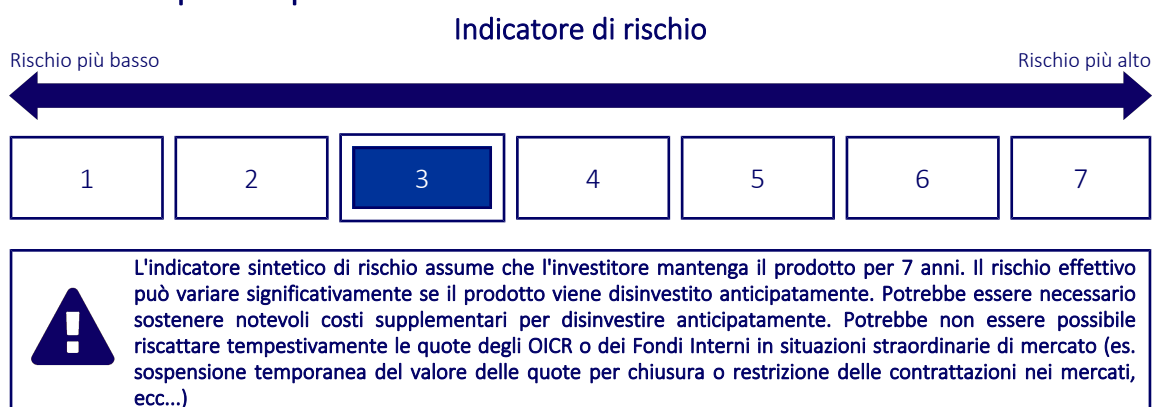 Indicatore di rischio
Rischio più basso Rischio più alto
1 2 3 4 5 6 7
L'indicatore sintetico di rischio assume che l'investitore mantenga il prodotto per 7 anni. Il rischio effettivo
può variare significativamente se il prodotto viene disinvestito anticipatamente. Potrebbe essere necessario
sostenere notevoli costi supplementari per disinvestire anticipatamente. Potrebbe non essere possibile
riscattare tempestivamente le quote degli OICR o dei Fondi Interni in situazioni straordinarie di mercato (es.
sospensione temporanea del valore delle quote per chiusura o restrizione delle contrattazioni nei mercati,
ecc...)